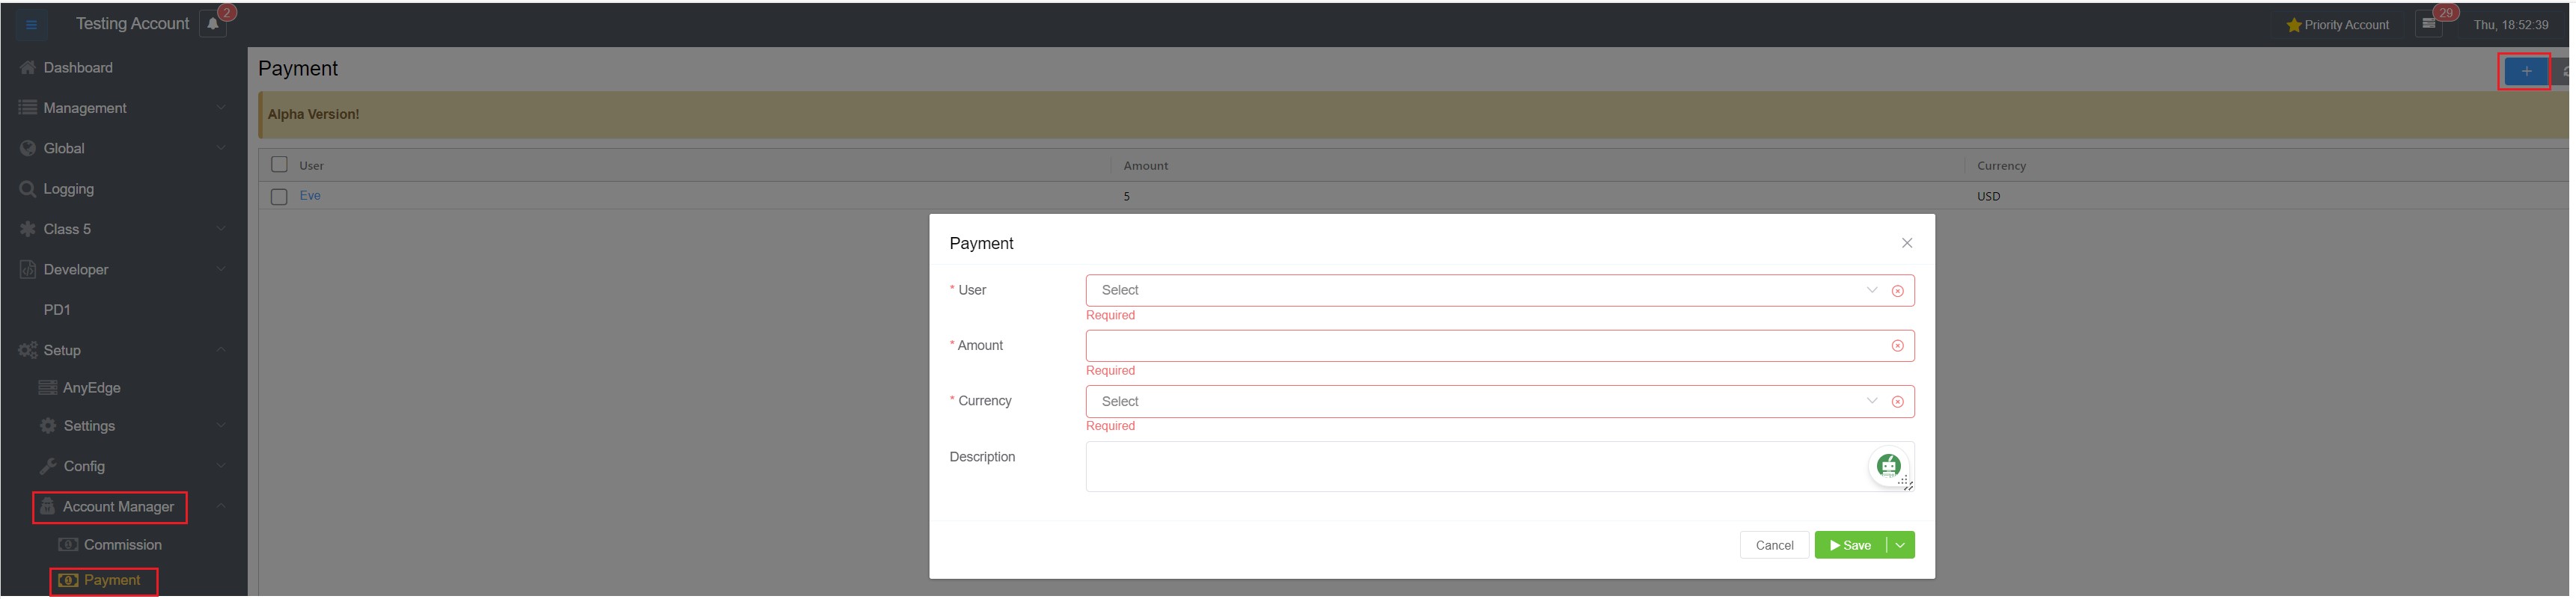 Testing Account 2 Priority Account 29 Thu, 18:52:39
Dashboard
Management
Global
Logging
Class 5
Developer
PD1
Setup
AnyEdge
Settings
Config
Account Manager
Commission
Payment
Payment +
Alpha Version!
User Amount Currency
Eve 5 USD
Payment
* User Select
Required
* Amount
Required
* Currency Select
Required
Description
Cancel Save